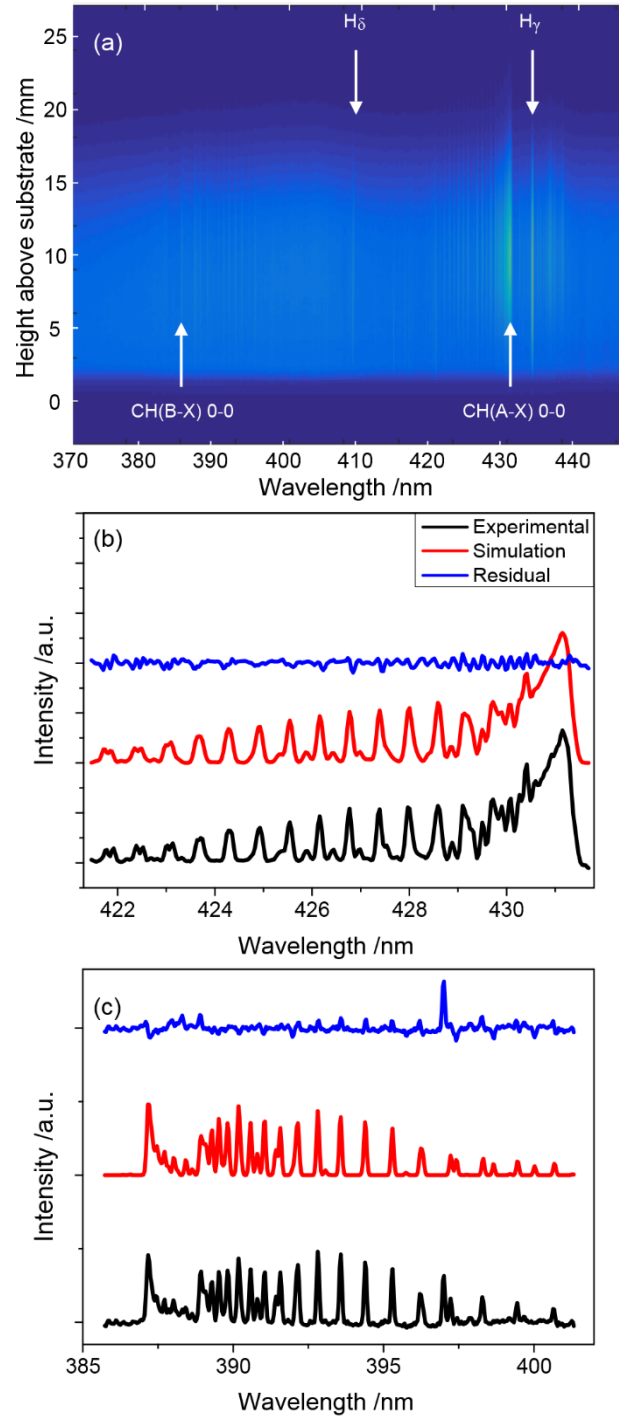 (a)
Hδ
Hγ
Height above substrate /mm
25
20
15
10
5
0
CH(B-X) 0-0
CH(A-X) 0-0
370 380 390 400 410 420 430 440
Wavelength /nm
(b)
Experimental
Simulation
Residual
Intensity /a.u.
422 424 426 428 430
Wavelength /nm
(c)
Intensity /a.u.
385 390 395 400
Wavelength /nm